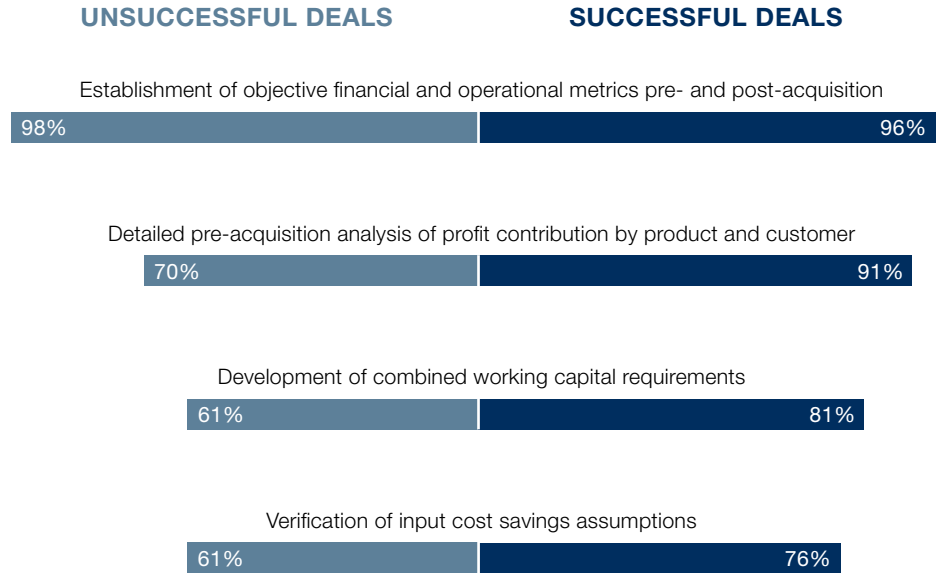 UNSUCCESSFUL DEALS SUCCESSFUL DEALS
Establishment of objective financial and operational metrics pre- and post-acquisition
98% 96%
Detailed pre-acquisition analysis of profit contribution by product and customer
70% 91%
Development of combined working capital requirements
61% 81%
Verification of input cost savings assumptions
61% 76%